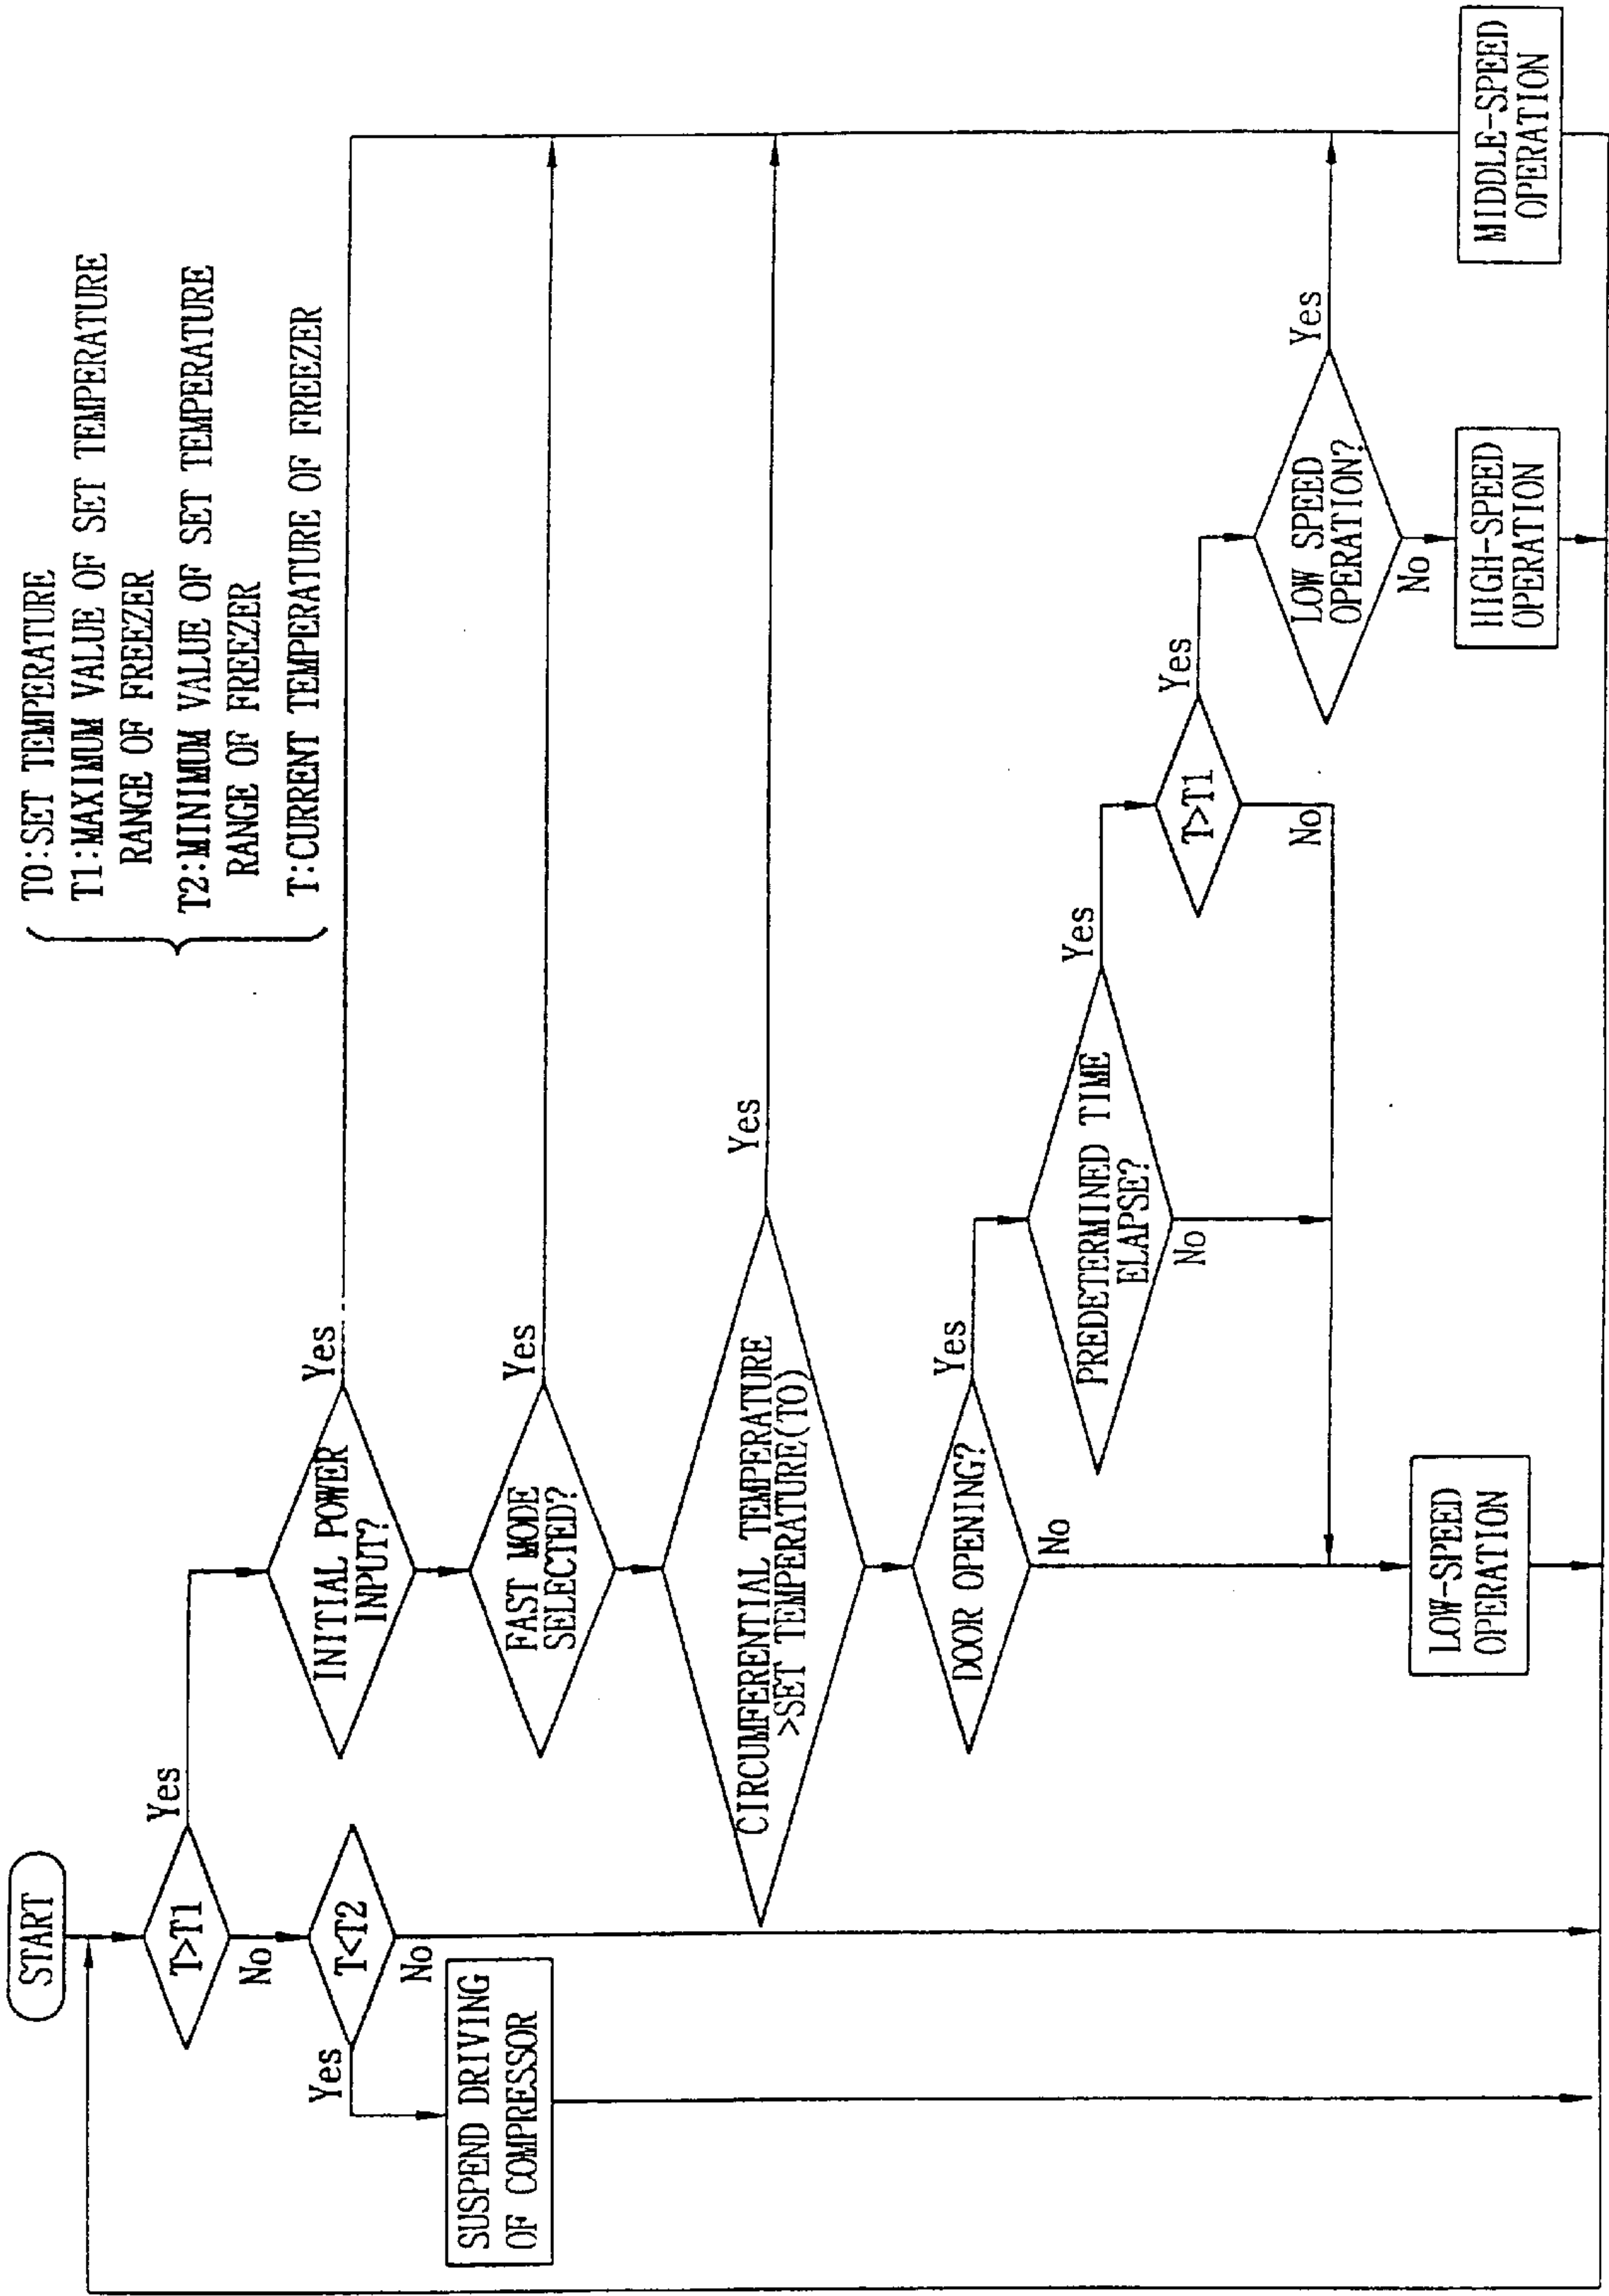 T0:SET TEMPERATURE
T1:MAXIMUM VALUE OF SET TEMPERATURE
RANGE OF FREEZER
T2:MINIMUM VALUE OF SET TEMPERATURE
RANGE OF FREEZER
T:CURRENT TEMPERATURE OF FREEZER
START
T>T1
Yes
No
T<T2
Yes
No
SUSPEND DRIVING
OF COMPRESSOR
INITIAL POWER
INPUT?
Yes
FAST MODE
SELECTED?
Yes
CIRCUMFERENTIAL TEMPERATURE
>SET TEMPERATURE(TO)
Yes
DOOR OPENING?
Yes
No
PREDETERMINED TIME
ELAPSE?
Yes
No
T>T1
Yes
No
LOW SPEED
OPERATION?
Yes
No
LOW-SPEED
OPERATION
HIGH-SPEED
OPERATION
MIDDLE-SPEED
OPERATION